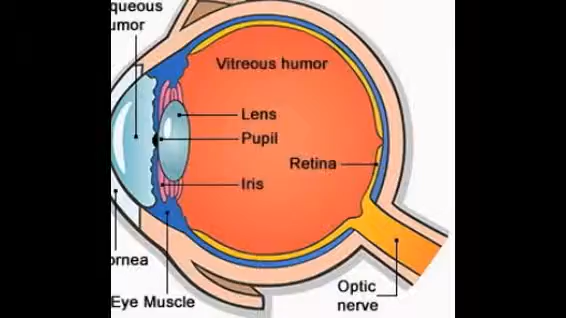 queous
umor
Vitreous humor
Lens
Pupil
Retina
Iris
ornea
Optic
nerve
Eye Muscle